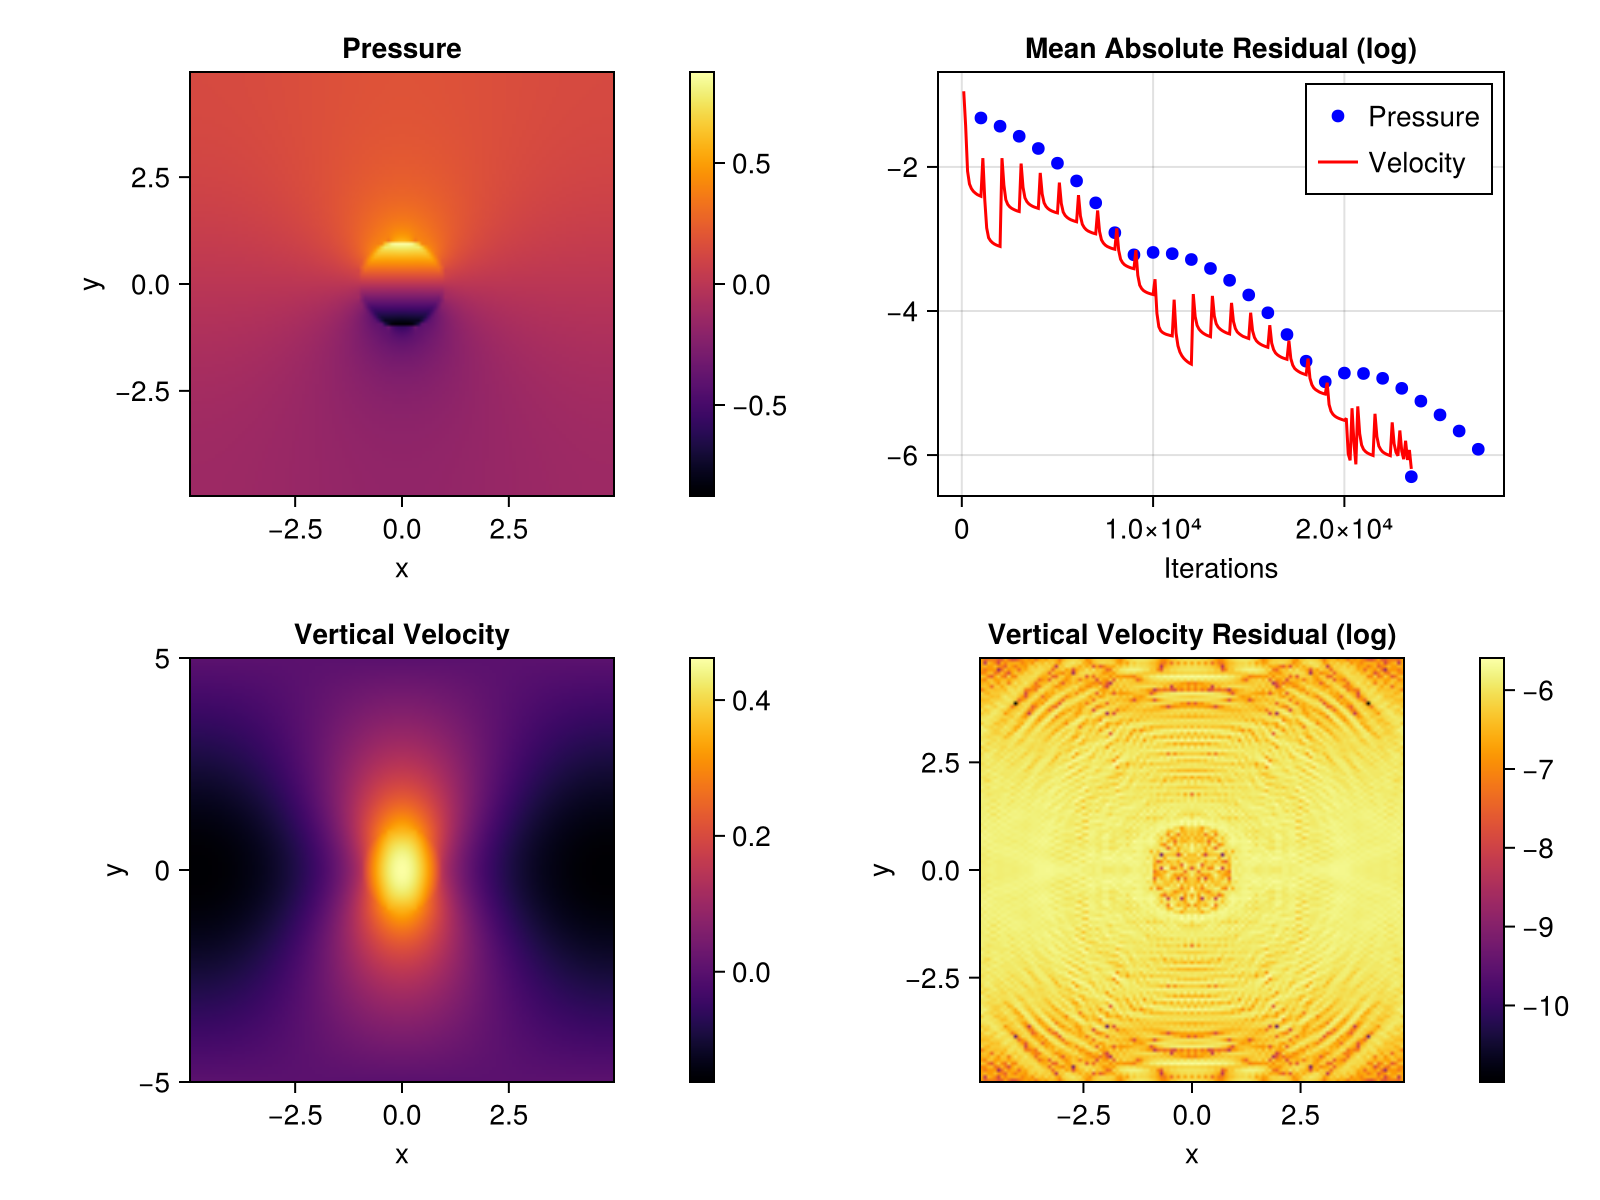 Pressure
y
2.5
0.0
−2.5
−2.5 0.0 2.5
x
0.5
0.0
−0.5
Mean Absolute Residual (log)
Pressure
Velocity
−2
−4
−6
0 1.0×10⁴ 2.0×10⁴
Iterations
Vertical Velocity
y
5
0
−5
−2.5 0.0 2.5
x
0.4
0.2
0.0
Vertical Velocity Residual (log)
y
2.5
0.0
−2.5
−2.5 0.0 2.5
x
−6
−7
−8
−9
−10